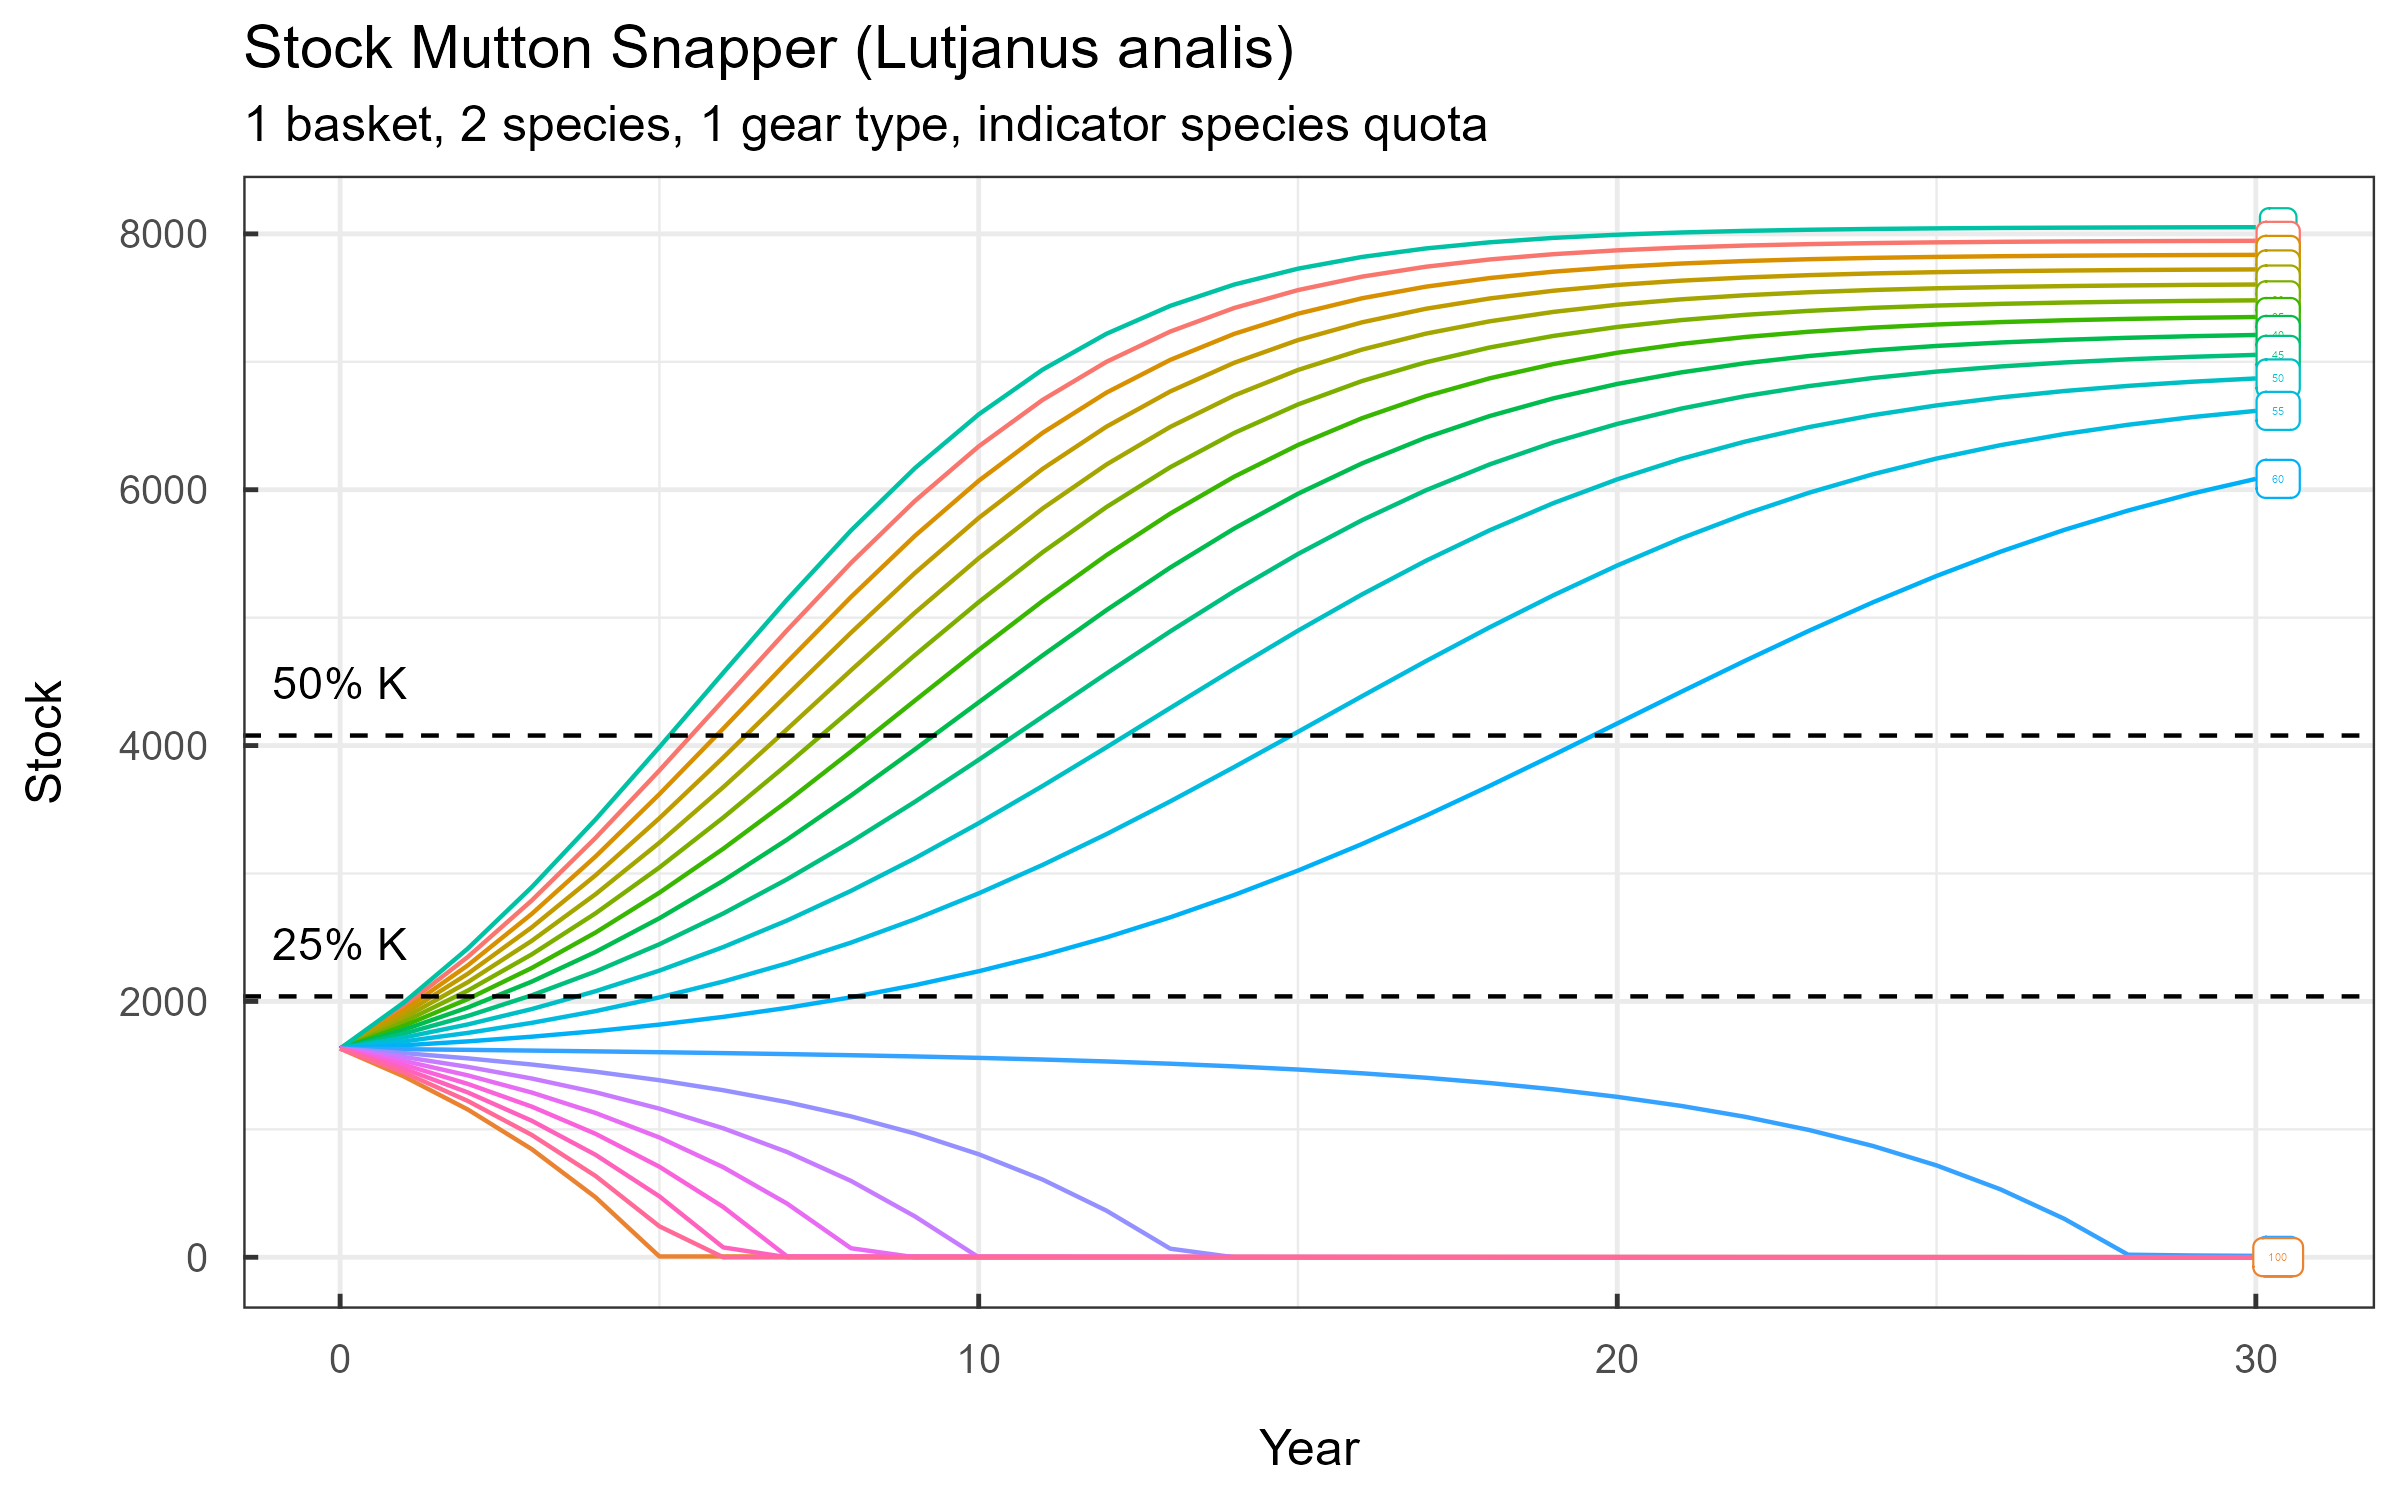 Stock Mutton Snapper (Lutjanus analis)
1 basket, 2 species, 1 gear type, indicator species quota
Stock
8000
6000
4000
2000
0
50% K
25% K
45
50
55
60
100
0 10 20 30
Year